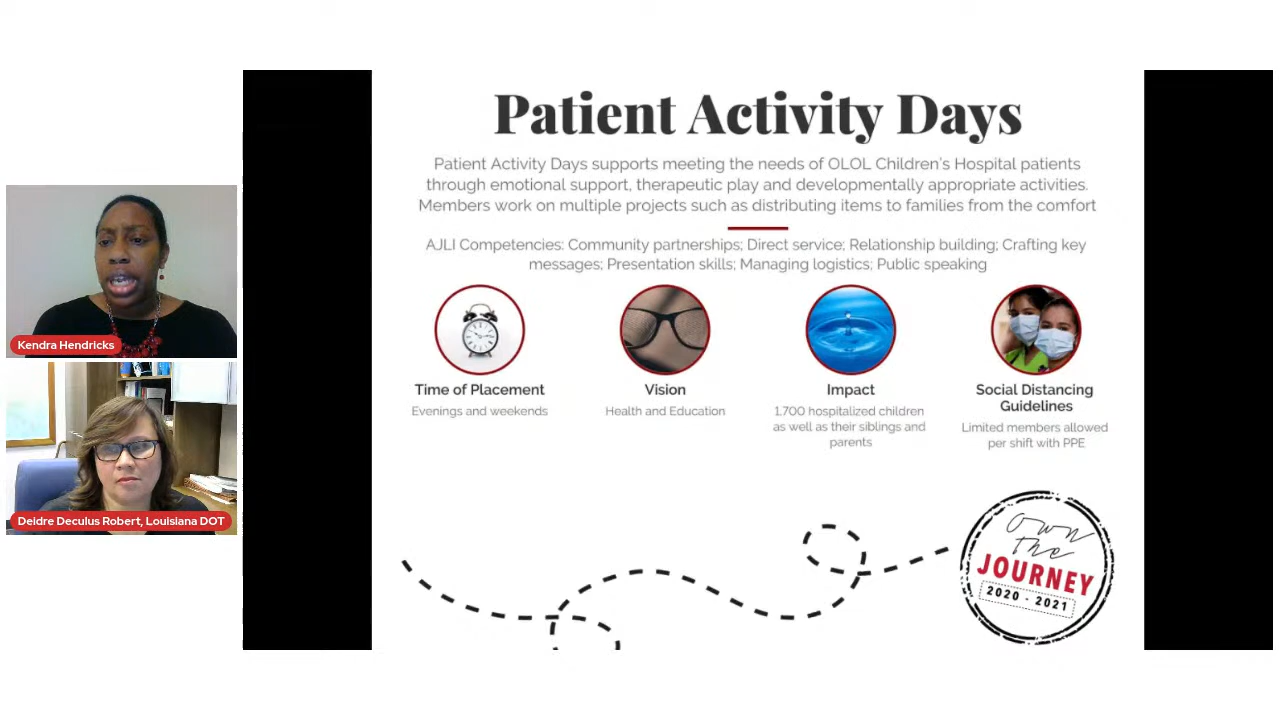 Patient Activity Days
Patient Activity Days supports meeting the needs of OLOL Children's Hospital patients
through emotional support, therapeutic play and developmentally appropriate activities.
Members work on multiple projects such as distributing items to families from the comfort
AJLI Competencies: Community partnerships; Direct service; Relationship building; Crafting key
messages; Presentation skills; Managing logistics; Public speaking
Time of Placement
Evenings and weekends
Vision
Health and Education
Impact
1,700 hospitalized children
as well as their siblings and
parents
Social Distancing
Guidelines
Limited members allowed
per shift with PPE
Own
the
JOURNEY
2020 - 2021
Kendra Hendricks
Deidre Deculus Robert, Louisiana DOT